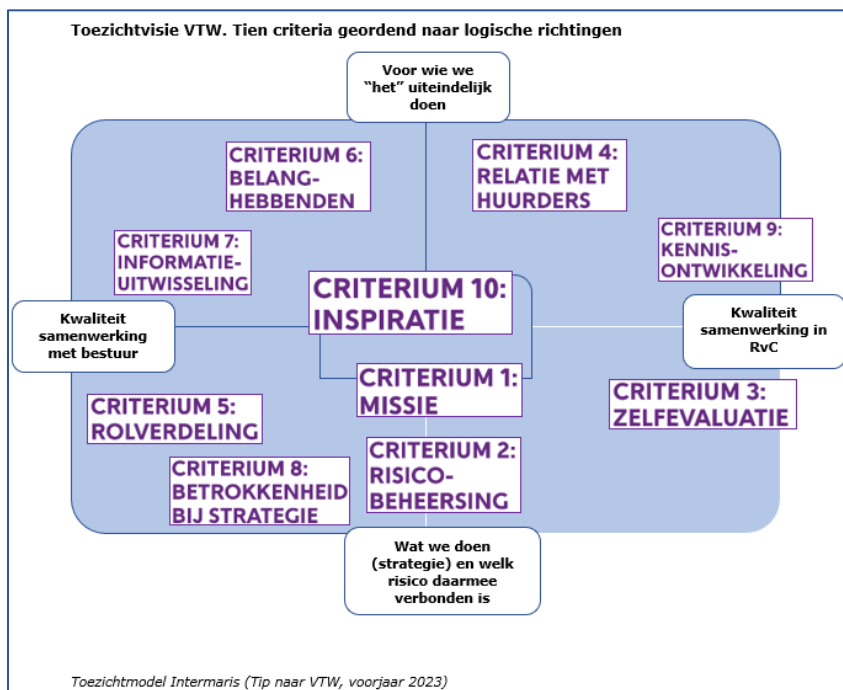 Toezichtvisie VTW. Tien criteria geordend naar logische richtingen
Voor wie we
“het” uiteindelijk
doen
CRITERIUM 6:
BELANG-
HEBBENDEN
CRITERIUM 4:
RELATIE MET
HUURDERS
CRITERIUM 7:
INFORMATIE-
UITWISSELING
CRITERIUM 9:
KENNIS-
ONTWIKKELING
CRITERIUM 10:
INSPIRATIE
Kwaliteit
samenwerking
met bestuur
Kwaliteit
samenwerking in
RvC
CRITERIUM 1:
MISSIE
CRITERIUM 5:
ROLVERDELING
CRITERIUM 3:
ZELFEVALUATIE
CRITERIUM 8:
BETROKKENHEID
BIJ STRATEGIE
CRITERIUM 2:
RISICO-
BEHEERSING
Wat we doen
(strategie) en welk
risico daarmee
verbonden is
Toezichtmodel Intermaris (Tip naar VTW, voorjaar 2023)